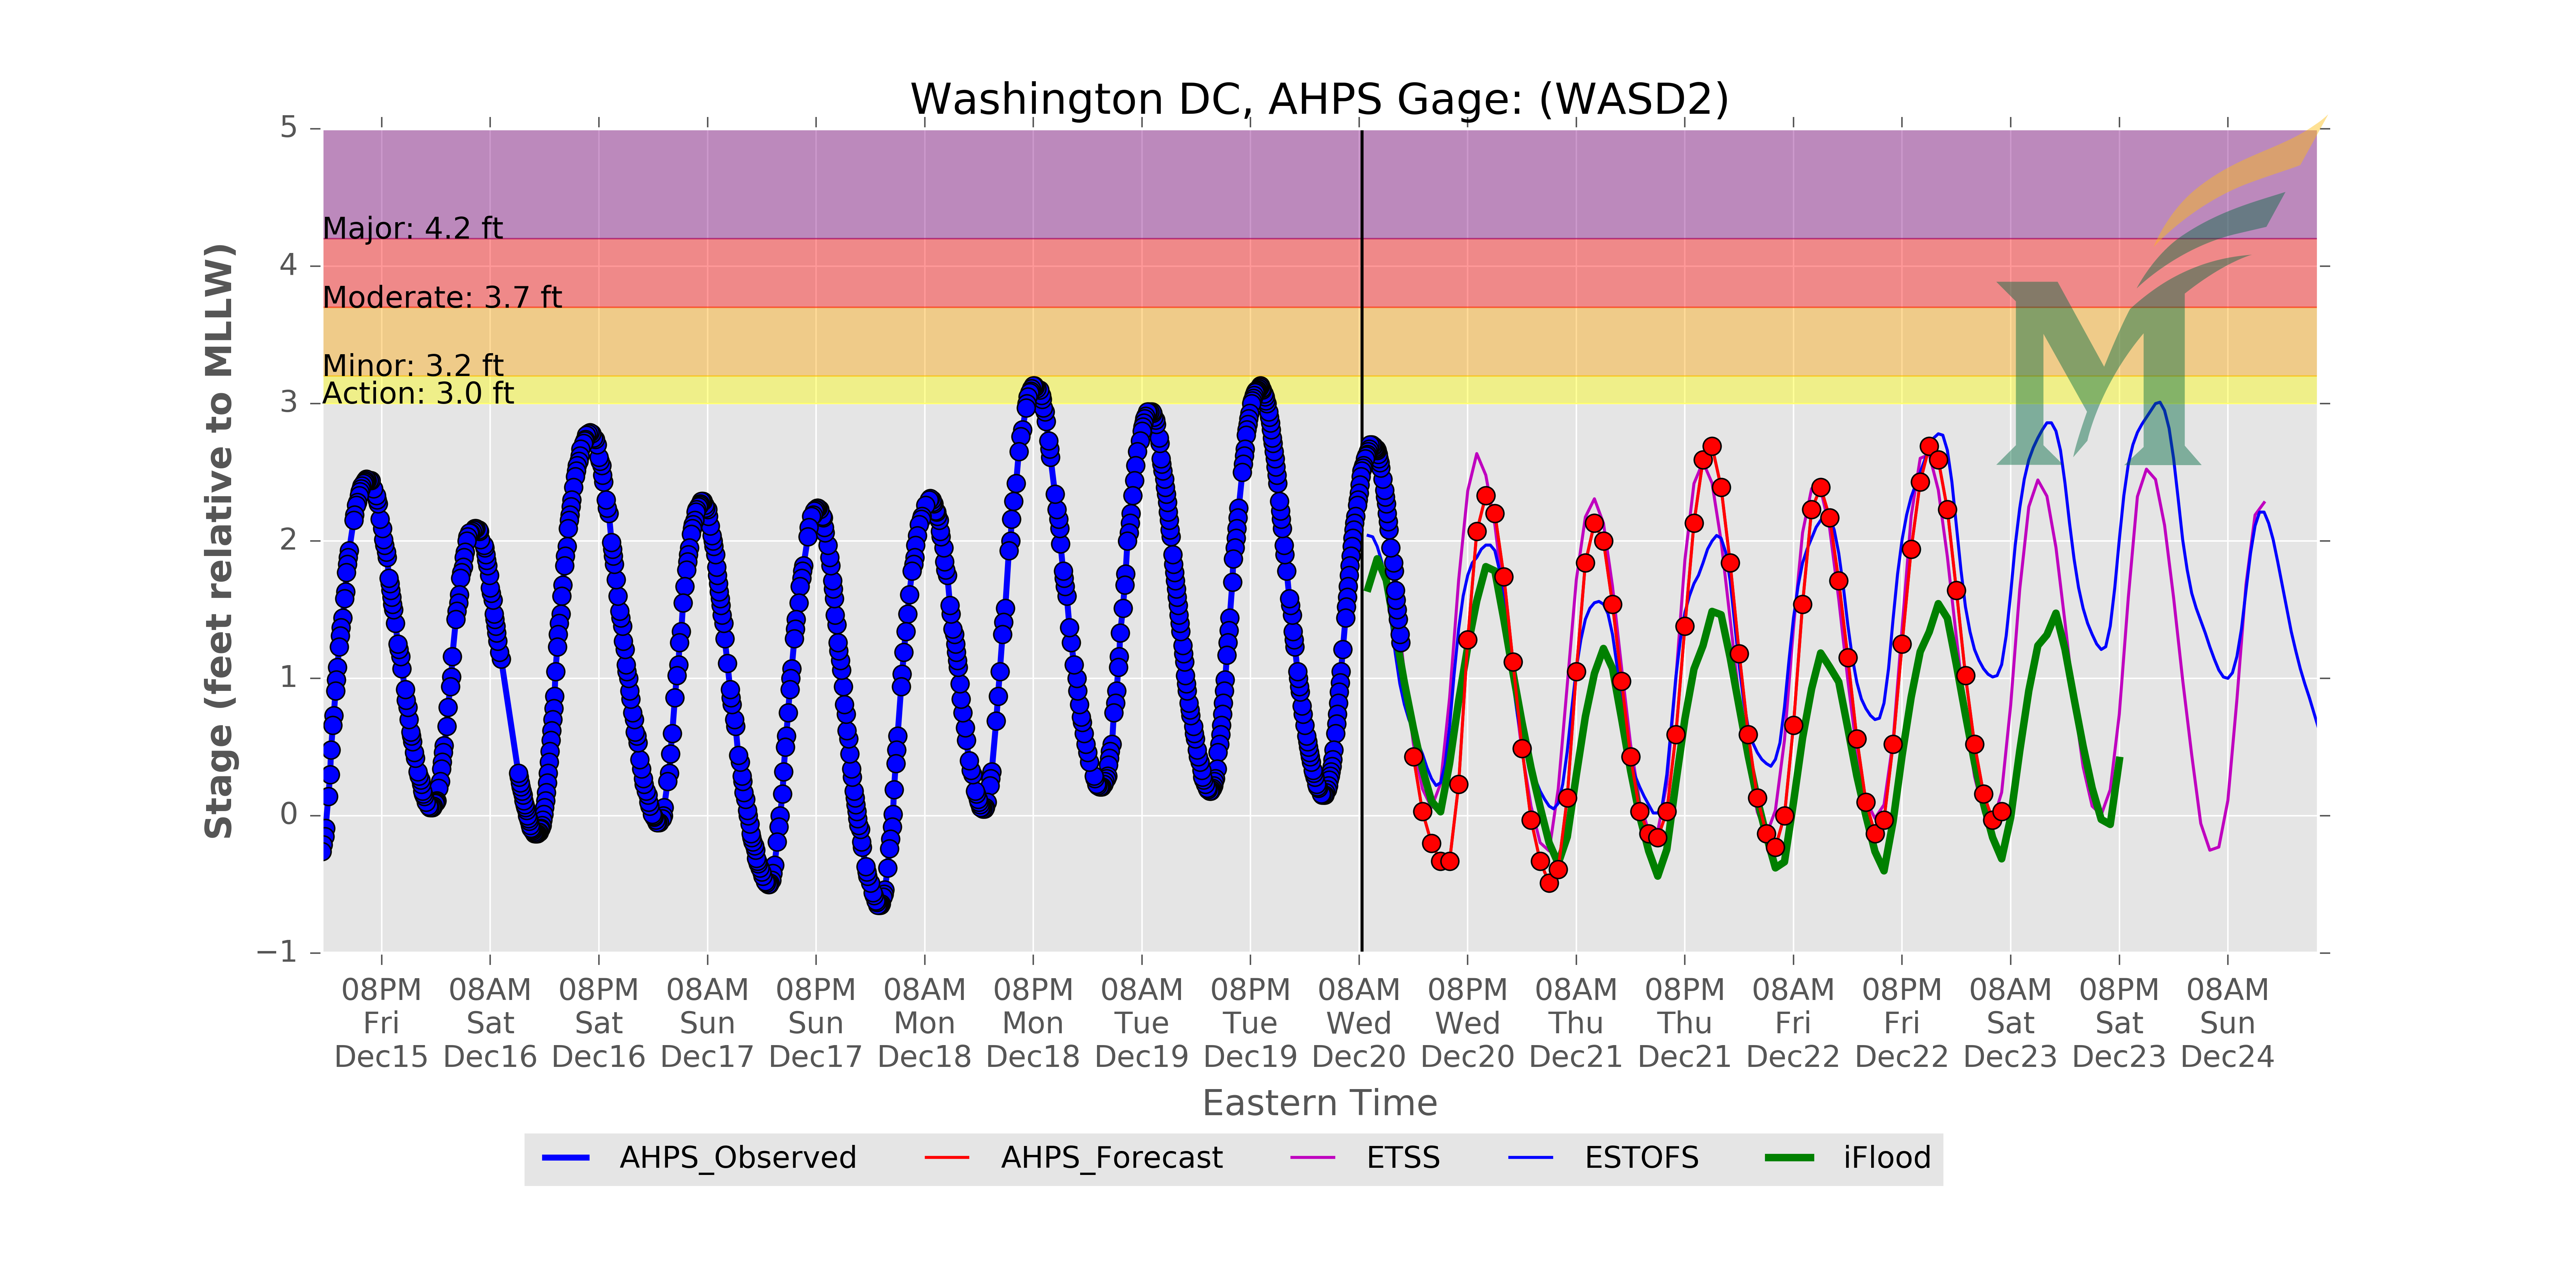 Washington DC, AHPS Gage: (WASD2)
5
4
3
2
1
0
−1
Stage (feet relative to MLLW)
Major: 4.2 ft
Moderate: 3.7 ft
Minor: 3.2 ft
Action: 3.0 ft
M
08PM 08AM 08PM 08AM 08PM 08AM 08PM 08AM 08PM 08AM 08PM 08AM 08PM 08AM 08PM 08AM 08PM 08AM
Fri Sat Sat Sun Sun Mon Mon Tue Tue Wed Wed Thu Thu Fri Fri Sat Sat Sun
Dec15 Dec16 Dec16 Dec17 Dec17 Dec18 Dec18 Dec19 Dec19 Dec20 Dec20 Dec21 Dec21 Dec22 Dec22 Dec23 Dec23 Dec24
Eastern Time
AHPS_Observed AHPS_Forecast ETSS ESTOFS iFlood